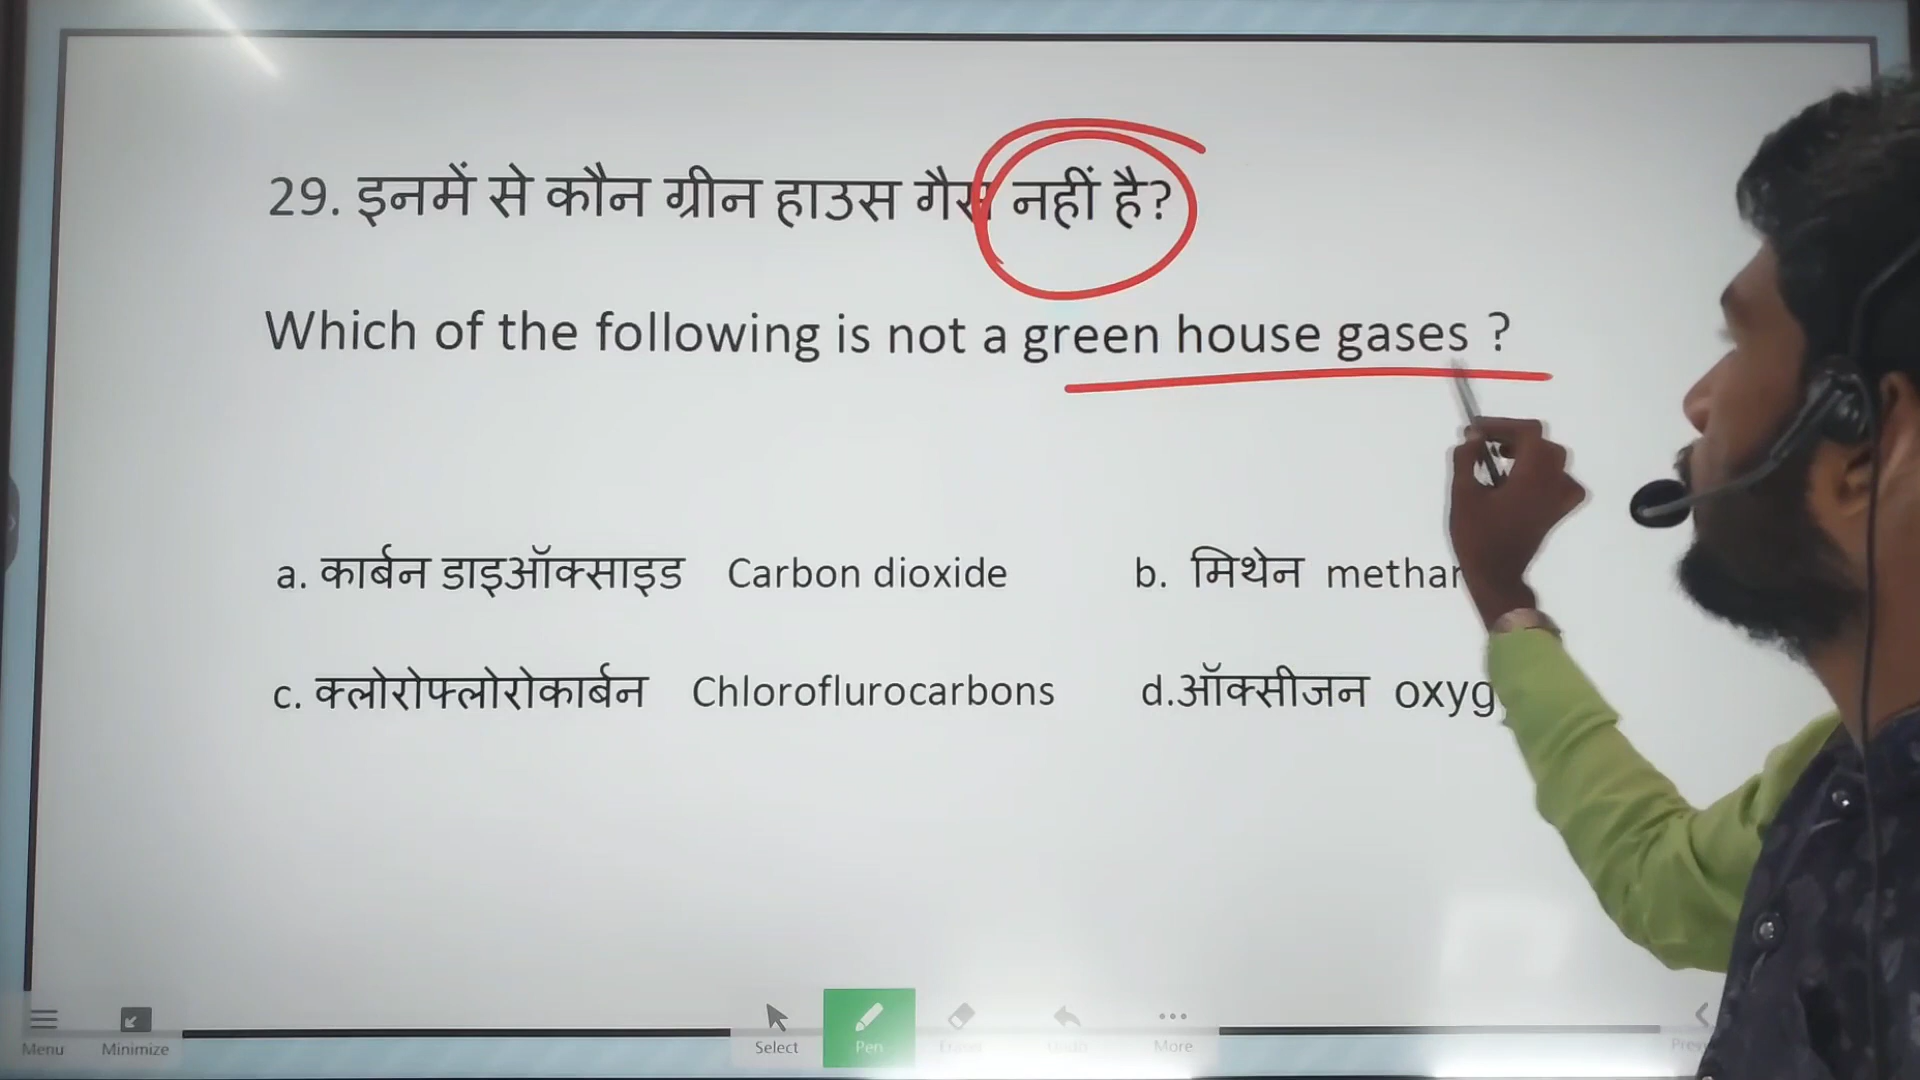 29. इनमें से कौन ग्रीन हाउस गैस नहीं है?
Which of the following is not a green house gases ?
a. कार्बन डाइऑक्साइड Carbon dioxide b. मिथेन
c. क्लोरोफ्लोरोकार्बन Chloroflurocarbons d.ऑक्सीजन
Menu Minimize Select Pen Undo More